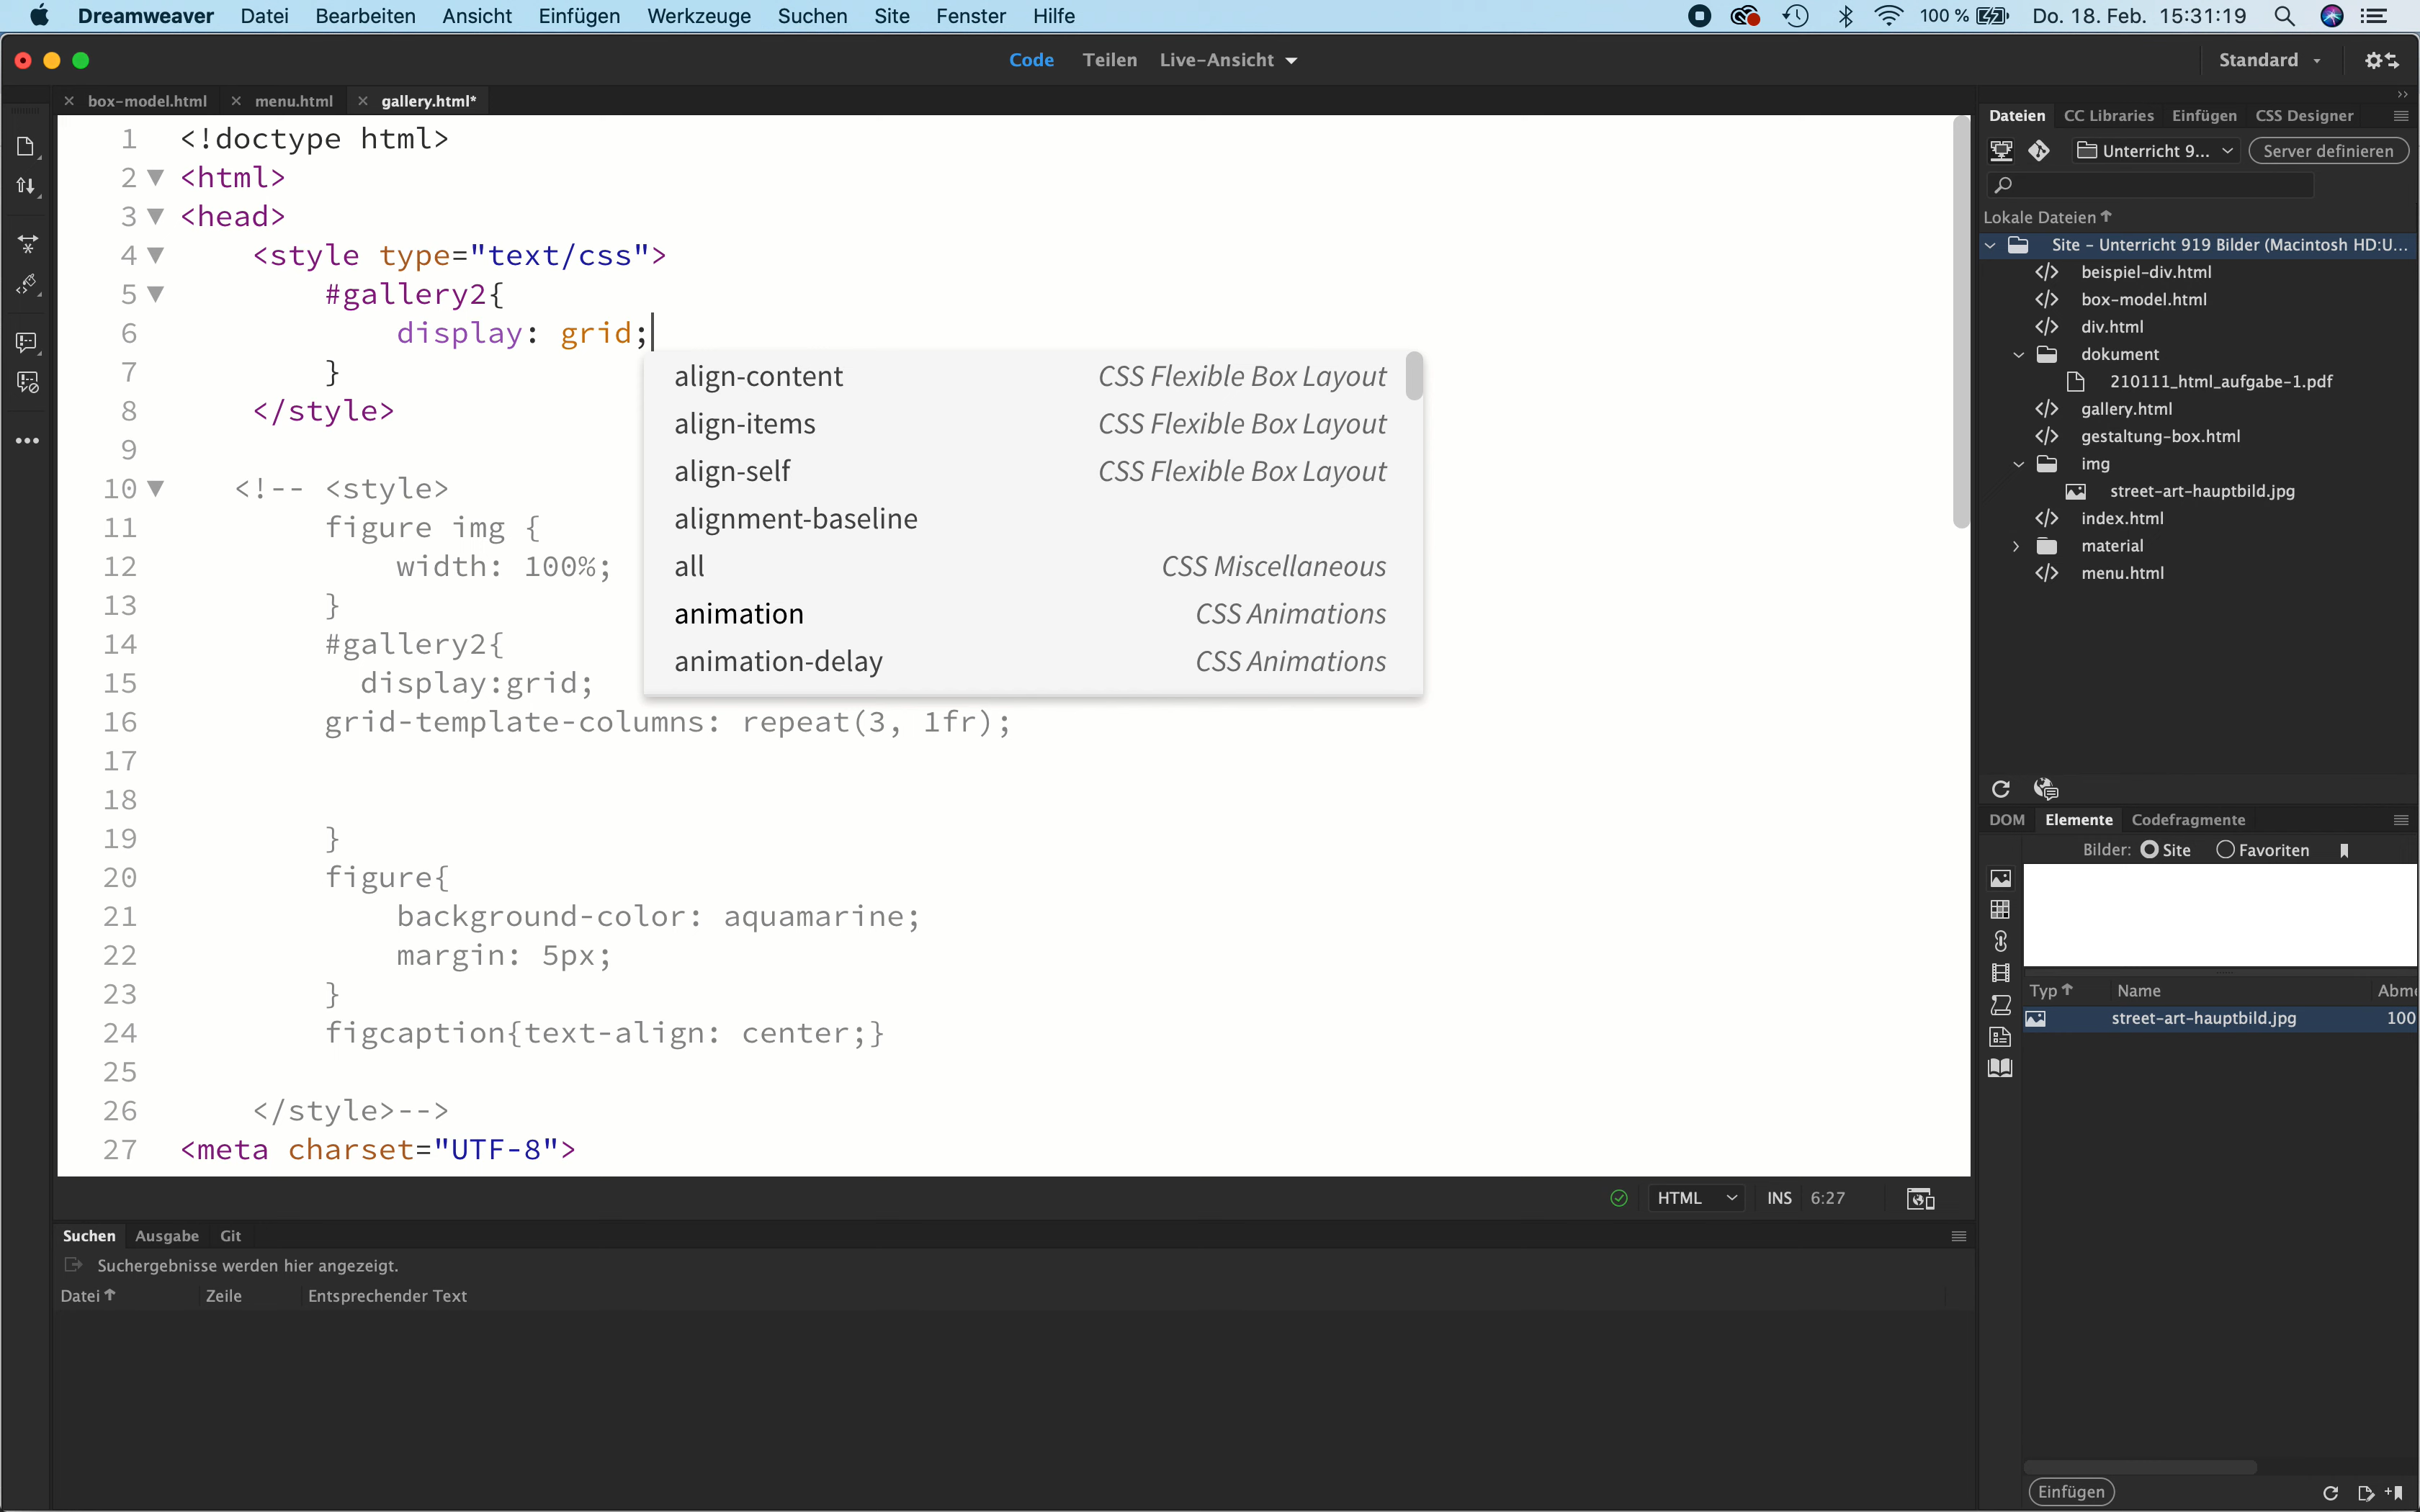 Dreamweaver Datei Bearbeiten Ansicht Einfügen Werkzeuge Suchen Site Fenster Hilfe 100 % Do. 18. Feb. 15:31:19
Code Teilen Live-Ansicht Standard
box-model.html menu.html gallery.html*
1 <!doctype html>
2 <html>
3 <head>
4 <style type="text/css">
5 #gallery2{
6 display: grid;
7 }
8 </style>
9
10 <!-- <style>
11 figure img {
12 width: 100%;
13 }
14 #gallery2{
15 display:grid;
16 grid-template-columns: repeat(3, 1fr);
17
18
19 }
20 figure{
21 background-color: aquamarine;
22 margin: 5px;
23 }
24 figcaption{text-align: center;}
25
26 </style>-->
27 <meta charset="UTF-8">
align-content CSS Flexible Box Layout
align-items CSS Flexible Box Layout
align-self CSS Flexible Box Layout
alignment-baseline
all CSS Miscellaneous
animation CSS Animations
animation-delay CSS Animations
HTML INS 6:27
Suchen Ausgabe Git
Suchergebnisse werden hier angezeigt.
Datei Zeile Entsprechender Text
Dateien CC Libraries Einfügen CSS Designer
Unterricht 9... Server definieren
Lokale Dateien
Site - Unterricht 919 Bilder (Macintosh HD:U...
beispiel-div.html
box-model.html
div.html
dokument
210111_html_aufgabe-1.pdf
gallery.html
gestaltung-box.html
img
street-art-hauptbild.jpg
index.html
material
menu.html
DOM Elemente Codefragmente
Bilder: Site Favoriten
Typ Name Abme
street-art-hauptbild.jpg 100
Einfügen